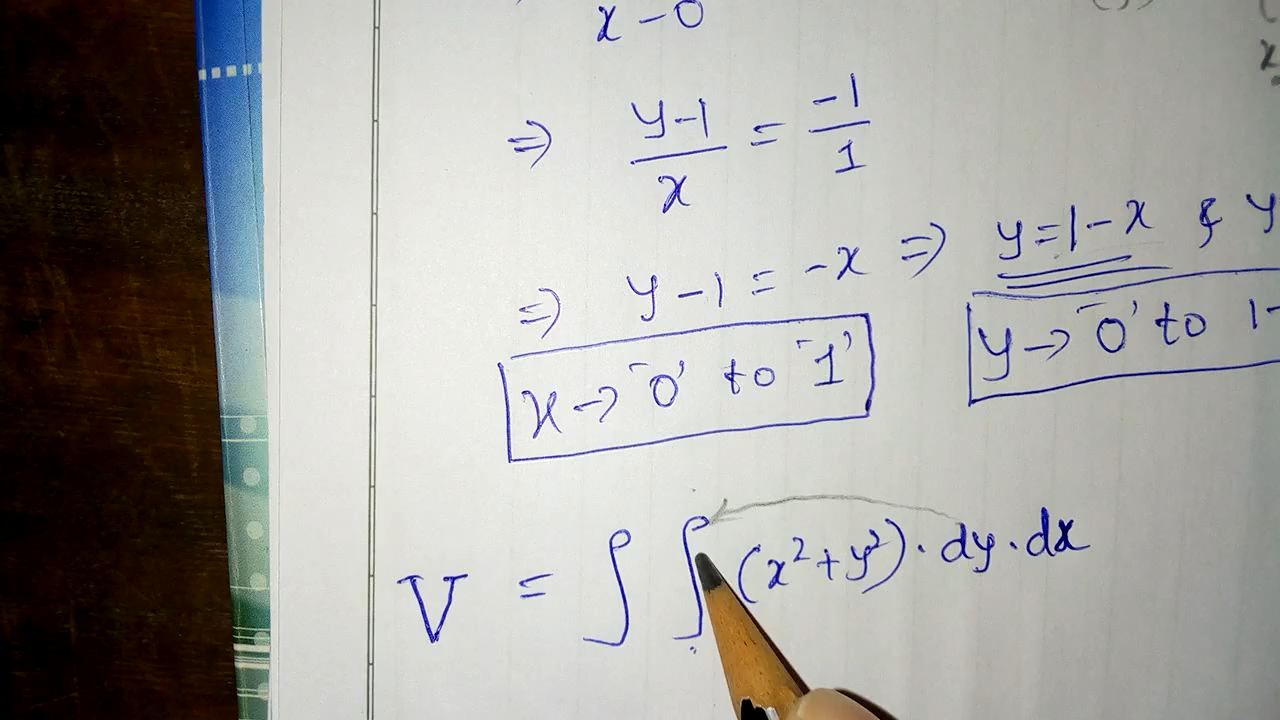 x - 0
⇒ y-1/x = -1/1
⇒ y - 1 = -x ⇒ y = 1 - x & y
x → '0' to '1' y → '0' to 1-
V = ∫ ∫ (x² + y²) · dy · dx